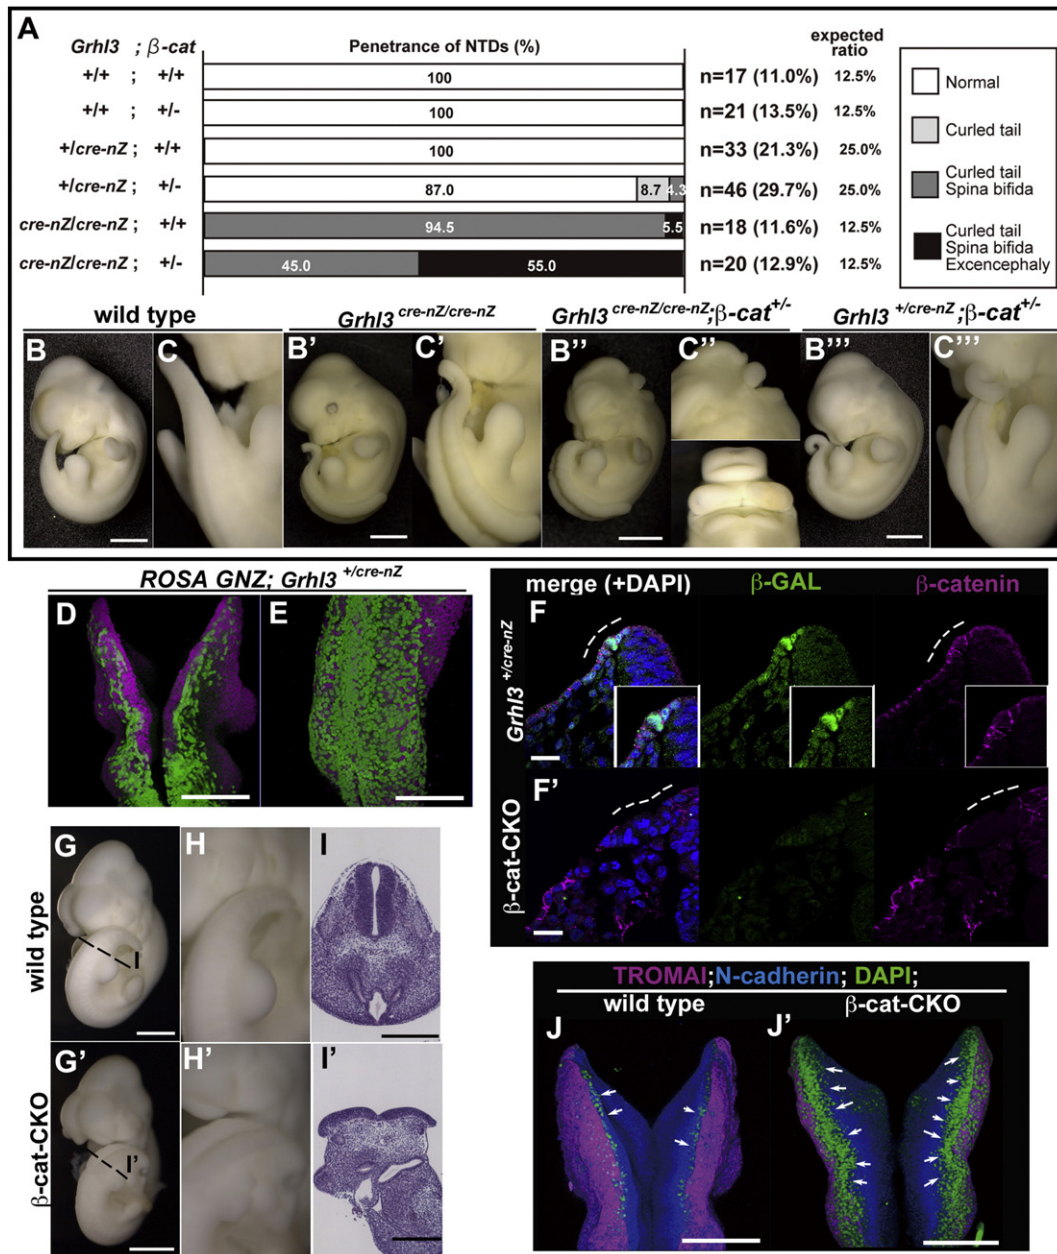 A
Grhl3 ; β-cat
Penetrance of NTDs (%)
expected ratio
+/+ ; +/+
100
n=17 (11.0%)
12.5%
+/+ ; +/-
100
n=21 (13.5%)
12.5%
+/cre-nZ ; +/+
100
n=33 (21.3%)
25.0%
+/cre-nZ ; +/-
87.0
8.7
4.3
n=46 (29.7%)
25.0%
cre-nZ/cre-nZ ; +/+
94.5
5.5
n=18 (11.6%)
12.5%
cre-nZ/cre-nZ ; +/-
45.0
55.0
n=20 (12.9%)
12.5%
Normal
Curled tail
Curled tail
Spina bifida
Curled tail
Spina bifida
Excencephaly
wild type
Grhl3 cre-nZ/cre-nZ
Grhl3 cre-nZ/cre-nZ;β-cat+/-
Grhl3 +/cre-nZ;β-cat+/-
B
C
B'
C'
B''
C''
B'''
C'''
ROSA GNZ; Grhl3 +/cre-nZ
D
E
merge (+DAPI)
β-GAL
β-catenin
F
Grhl3 +/cre-nZ
F'
β-cat-CKO
G
I
H
I
wild type
G'
I'
H'
I'
β-cat-CKO
TROMAI;N-cadherin; DAPI;
wild type
β-cat-CKO
J
J'